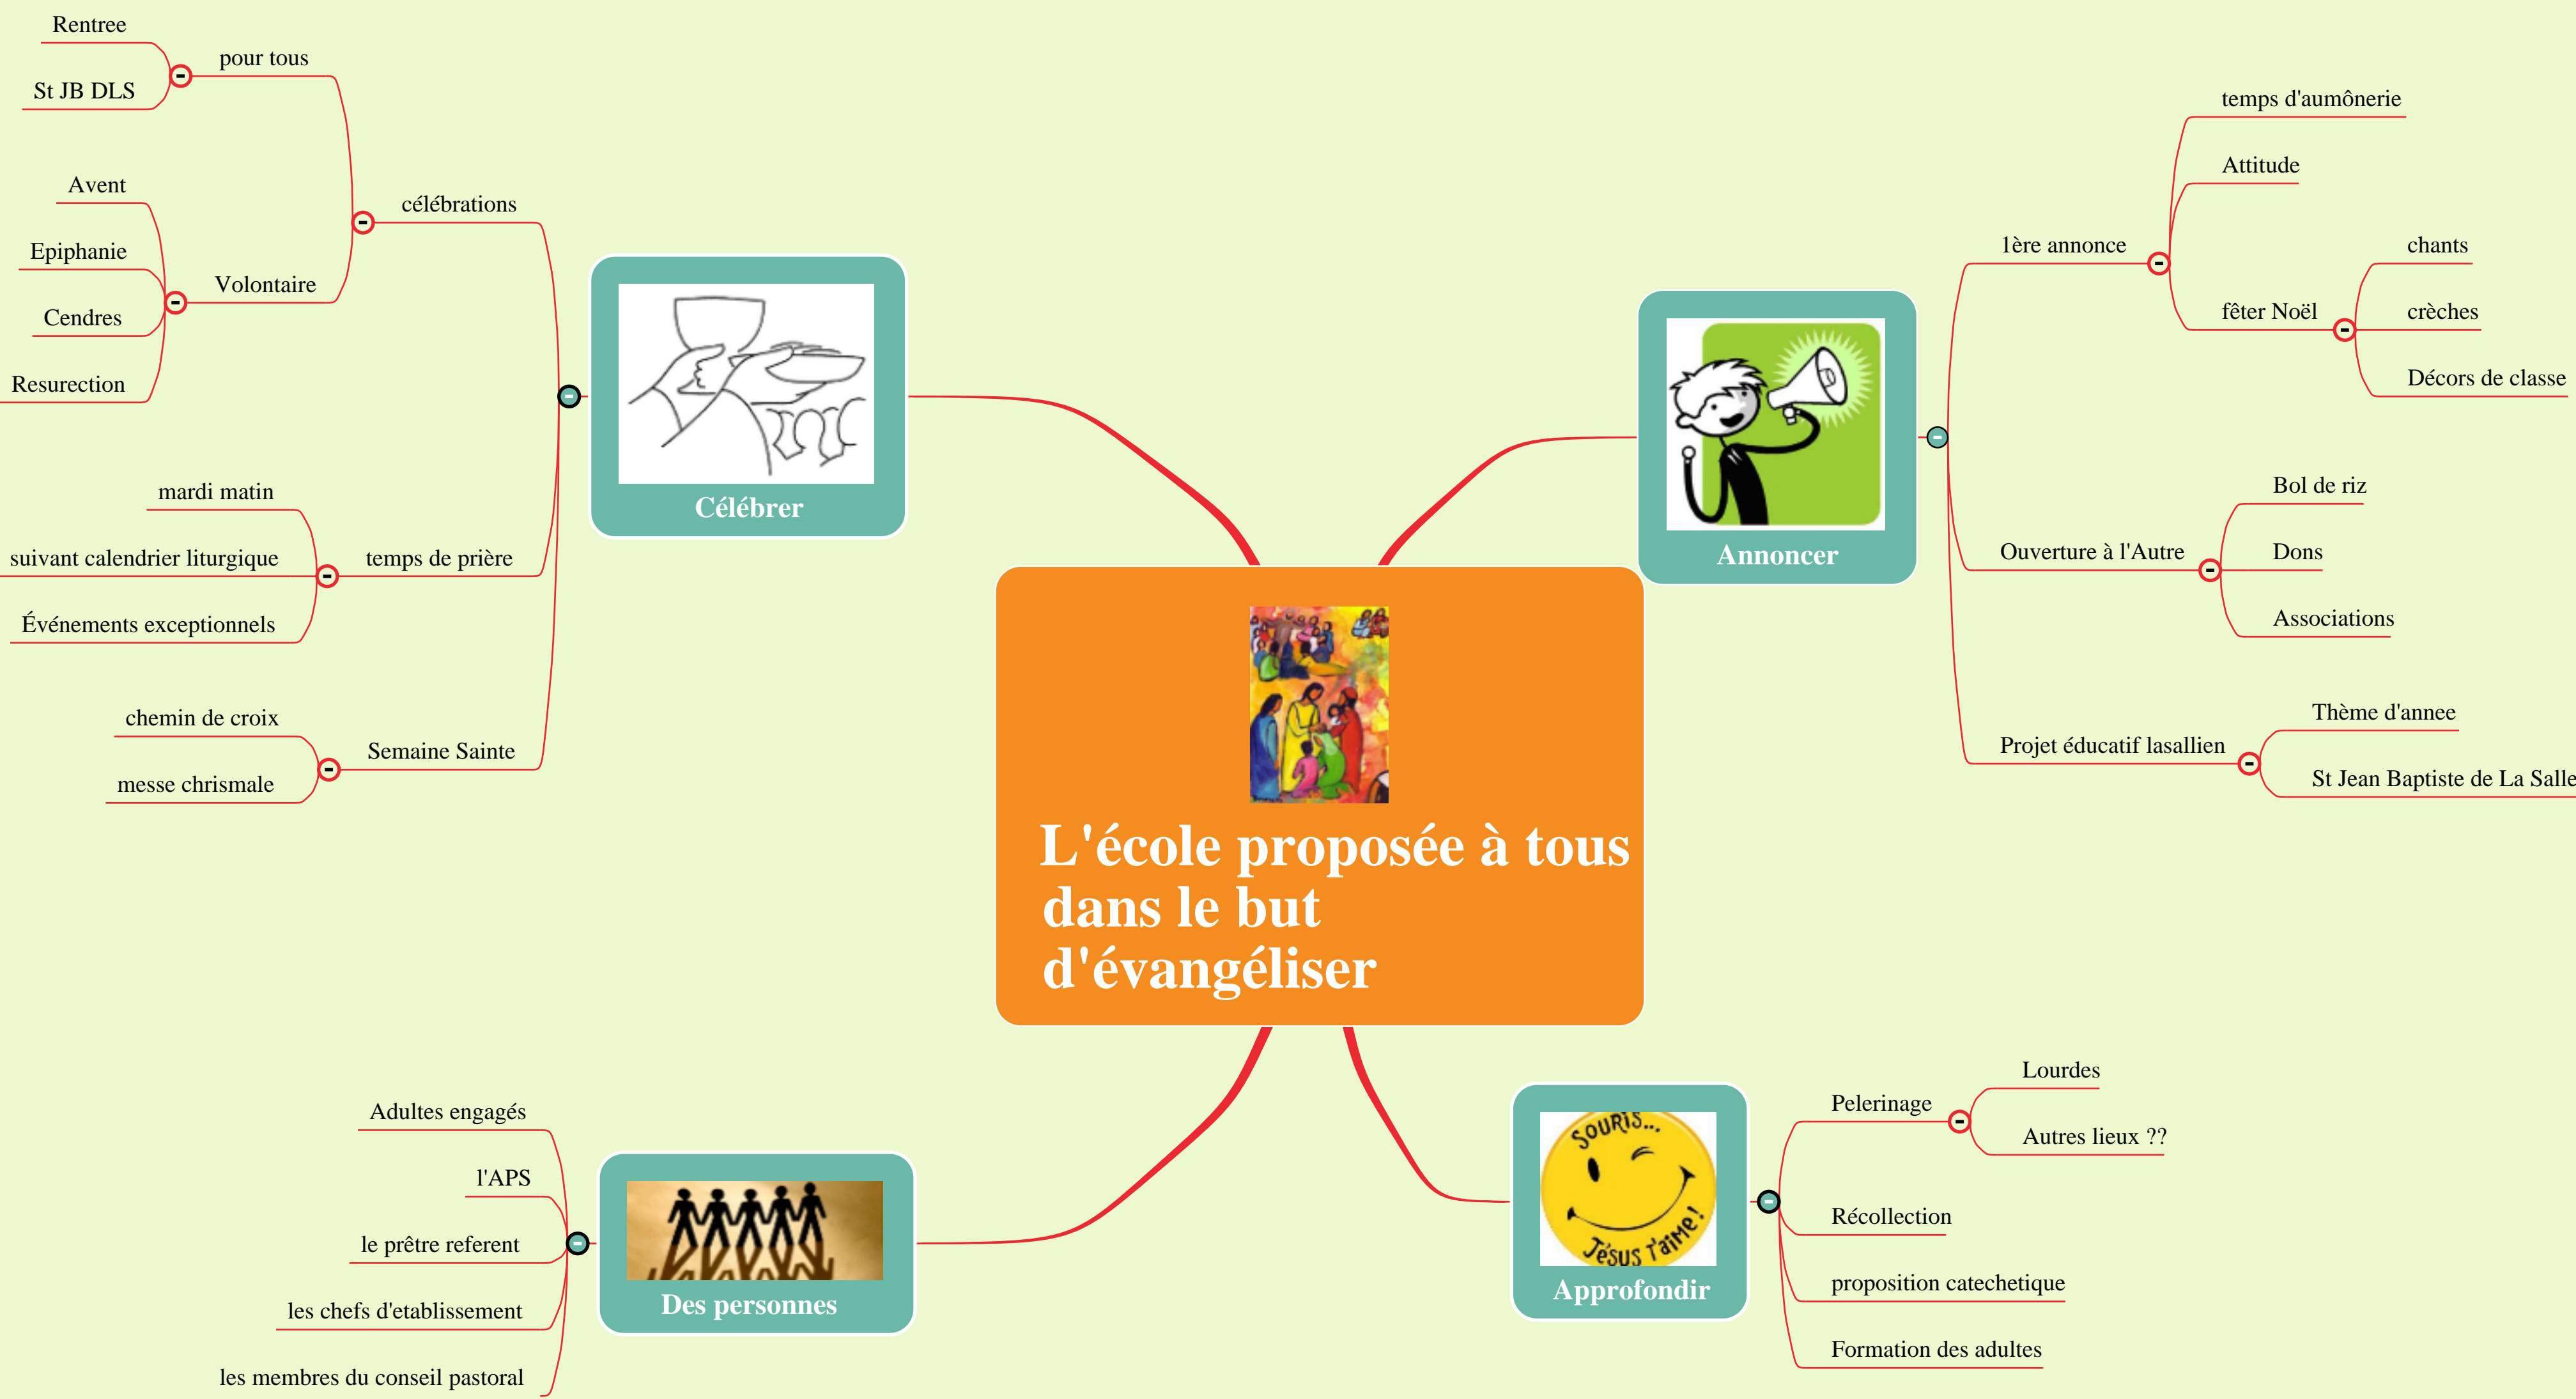 L'école proposée à tous
dans le but
d'évangéliser
Annoncer
1ère annonce
temps d'aumônerie
Attitude
fêter Noël
chants
crèches
Décors de classe
Ouverture à l'Autre
Bol de riz
Dons
Associations
Projet éducatif lasallien
Thème d'annee
St Jean Baptiste de La Salle
SOURIS...
JÉSUS T'AIME!
Approfondir
Pelerinage
Lourdes
Autres lieux ??
Récollection
proposition catechetique
Formation des adultes
Des personnes
Adultes engagés
l'APS
le prêtre referent
les chefs d'etablissement
les membres du conseil pastoral
Célébrer
célébrations
pour tous
Rentree
St JB DLS
Volontaire
Avent
Epiphanie
Cendres
Resurection
temps de prière
mardi matin
suivant calendrier liturgique
Événements exceptionnels
Semaine Sainte
chemin de croix
messe chrismale